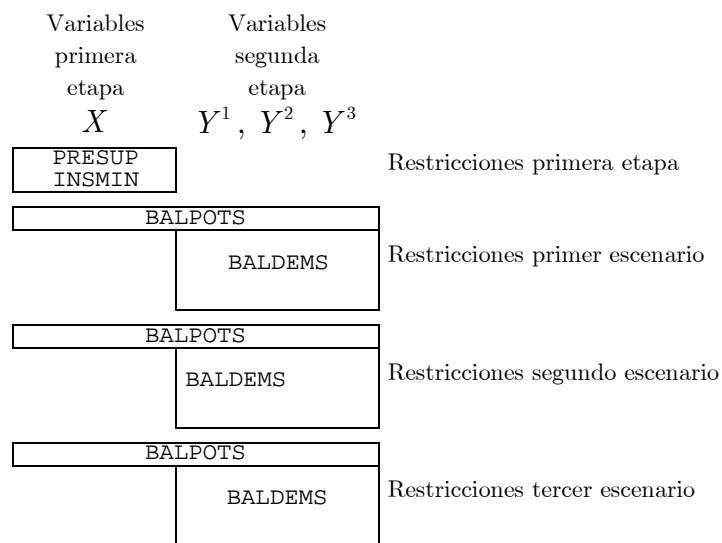 Variables
primera
etapa
X
Variables
segunda
etapa
Y¹, Y², Y³
PRESUP
INSMIN
Restricciones primera etapa
BALPOTS
BALDEMS
Restricciones primer escenario
BALPOTS
BALDEMS
Restricciones segundo escenario
BALPOTS
BALDEMS
Restricciones tercer escenario